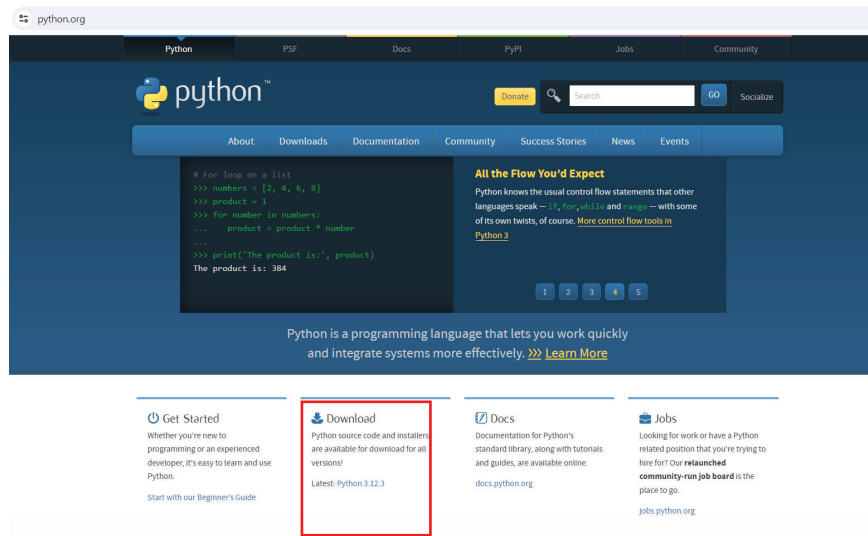 python.org
Python PSF Docs PyPI Jobs Community
python™
Donate Search GO Socialize
About Downloads Documentation Community Success Stories News Events
# For loop on a list
>>> numbers = [2, 4, 6, 8]
>>> product = 1
>>> for number in numbers:
...     product = product * number
...
>>> print('The product is:', product)
The product is: 384
All the Flow You'd Expect
Python knows the usual control flow statements that other
languages speak — if, for, while and range — with some
of its own twists, of course. More control flow tools in
Python 3
1 2 3 4 5
Python is a programming language that lets you work quickly
and integrate systems more effectively. >>> Learn More
Get Started
Whether you're new to
programming or an experienced
developer, it's easy to learn and use
Python.
Start with our Beginner's Guide
Download
Python source code and installers
are available for download for all
versions!
Latest: Python 3.12.3
Docs
Documentation for Python's
standard library, along with tutorials
and guides, are available online.
docs.python.org
Jobs
Looking for work or have a Python
related position that you're trying to
hire for? Our relaunched
community-run job board is the
place to go.
jobs.python.org